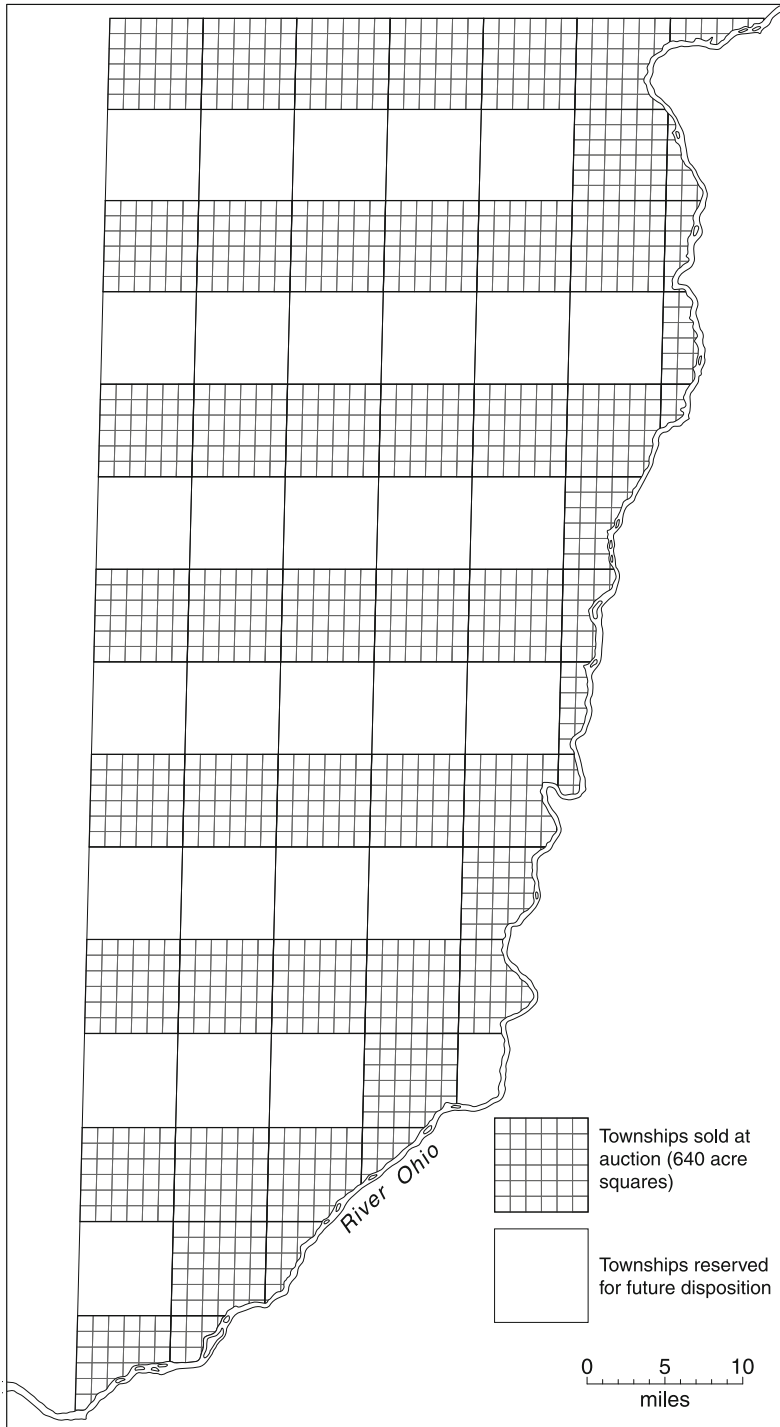 River Ohio
Townships sold at
auction (640 acre
squares)
Townships reserved
for future disposition
0 5 10
miles